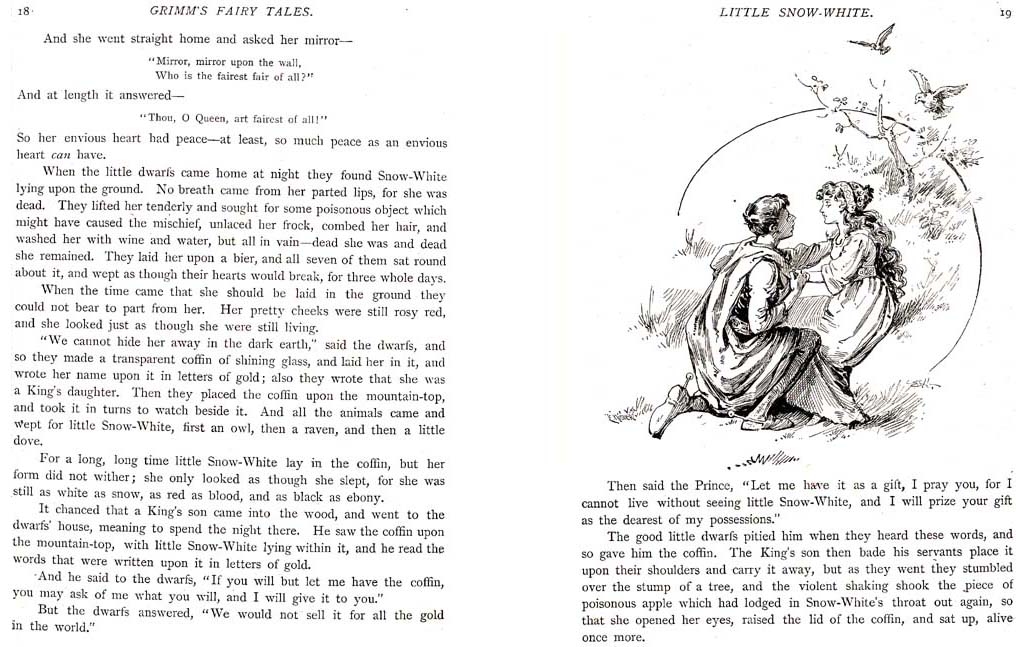 18
GRIMM'S FAIRY TALES.
And she went straight home and asked her mirror—
"Mirror, mirror upon the wall,
Who is the fairest fair of all?"
And at length it answered—
"Thou, O Queen, art fairest of all!"
So her envious heart had peace—at least, so much peace as an envious
heart can have.
When the little dwarfs came home at night they found Snow-White
lying upon the ground. No breath came from her parted lips, for she was
dead. They lifted her tenderly and sought for some poisonous object which
might have caused the mischief, unlaced her frock, combed her hair, and
washed her with wine and water, but all in vain—dead she was and dead
she remained. They laid her upon a bier, and all seven of them sat round
about it, and wept as though their hearts would break, for three whole days.
When the time came that she should be laid in the ground they
could not bear to part from her. Her pretty cheeks were still rosy red,
and she looked just as though she were still living.
"We cannot hide her away in the dark earth," said the dwarfs, and
so they made a transparent coffin of shining glass, and laid her in it, and
wrote her name upon it in letters of gold; also they wrote that she was
a King's daughter. Then they placed the coffin upon the mountain-top,
and took it in turns to watch beside it. And all the animals came and
wept for little Snow-White, first an owl, then a raven, and then a little
dove.
For a long, long time little Snow-White lay in the coffin, but her
form did not wither; she only looked as though she slept, for she was
still as white as snow, as red as blood, and as black as ebony.
It chanced that a King's son came into the wood, and went to the
dwarfs' house, meaning to spend the night there. He saw the coffin upon
the mountain-top, with little Snow-White lying within it, and he read the
words that were written upon it in letters of gold.
And he said to the dwarfs, "If you will but let me have the coffin,
you may ask of me what you will, and I will give it to you."
But the dwarfs answered, "We would not sell it for all the gold
in the world."
LITTLE SNOW-WHITE.
19
Then said the Prince, "Let me have it as a gift, I pray you, for I
cannot live without seeing little Snow-White, and I will prize your gift
as the dearest of my possessions."
The good little dwarfs pitied him when they heard these words, and
so gave him the coffin. The King's son then bade his servants place it
upon their shoulders and carry it away, but as they went they stumbled
over the stump of a tree, and the violent shaking shook the piece of
poisonous apple which had lodged in Snow-White's throat out again, so
that she opened her eyes, raised the lid of the coffin, and sat up, alive
once more.